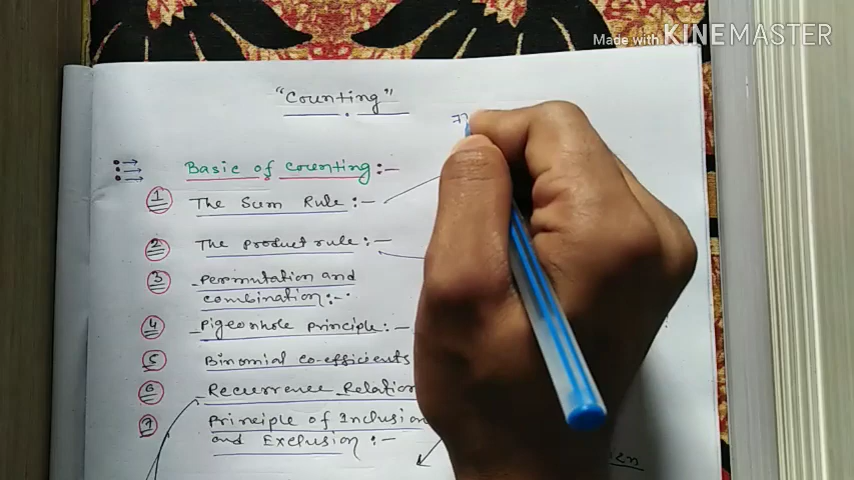 Made with KINEMASTER
"Counting"
Basic of counting :-
1 The Sum Rule :-
2 The product rule :-
3 Permutation and
combination :-
4 Pigeonhole principle :-
5 Binomial co-efficients
6 Recurrence Relation
7 Principle of Inclusion
and Exclusion :-